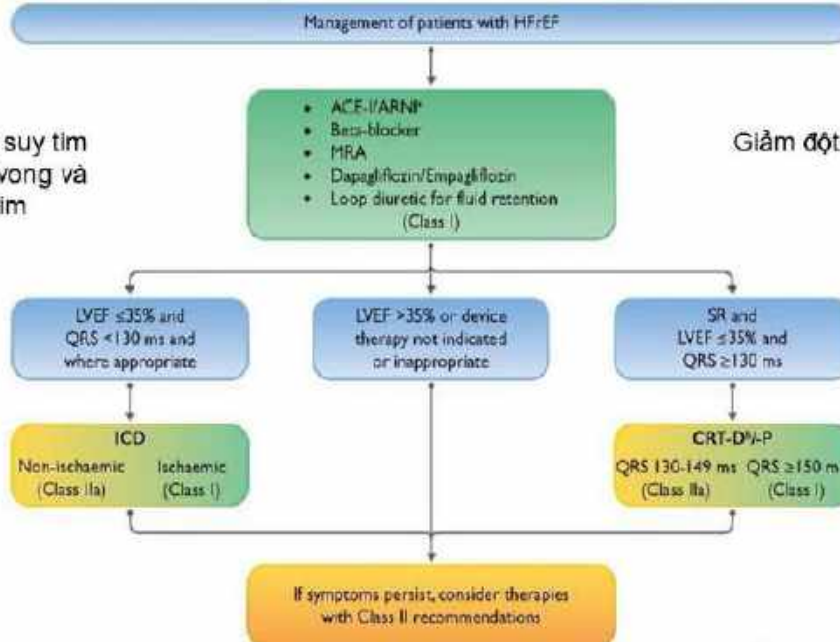 Management of patients with HFrEF
suy tim
vong và
im
Giảm đột
• ACE-I/ARNIª
• Beta-blocker
• MRA
• Dapagliflozin/Empagliflozin
• Loop diuretic for fluid retention
(Class I)
LVEF ≤35% and
QRS <130 ms and
where appropriate
LVEF >35% or device
therapy not indicated
or inappropriate
SR and
LVEF ≤35% and
QRS ≥130 ms
ICD
Non-ischaemic
(Class IIa)
Ischaemic
(Class I)
CRT-Dᵇ/-P
QRS 130-149 ms
(Class IIa)
QRS ≥150 m
(Class I)
If symptoms persist, consider therapies
with Class II recommendations